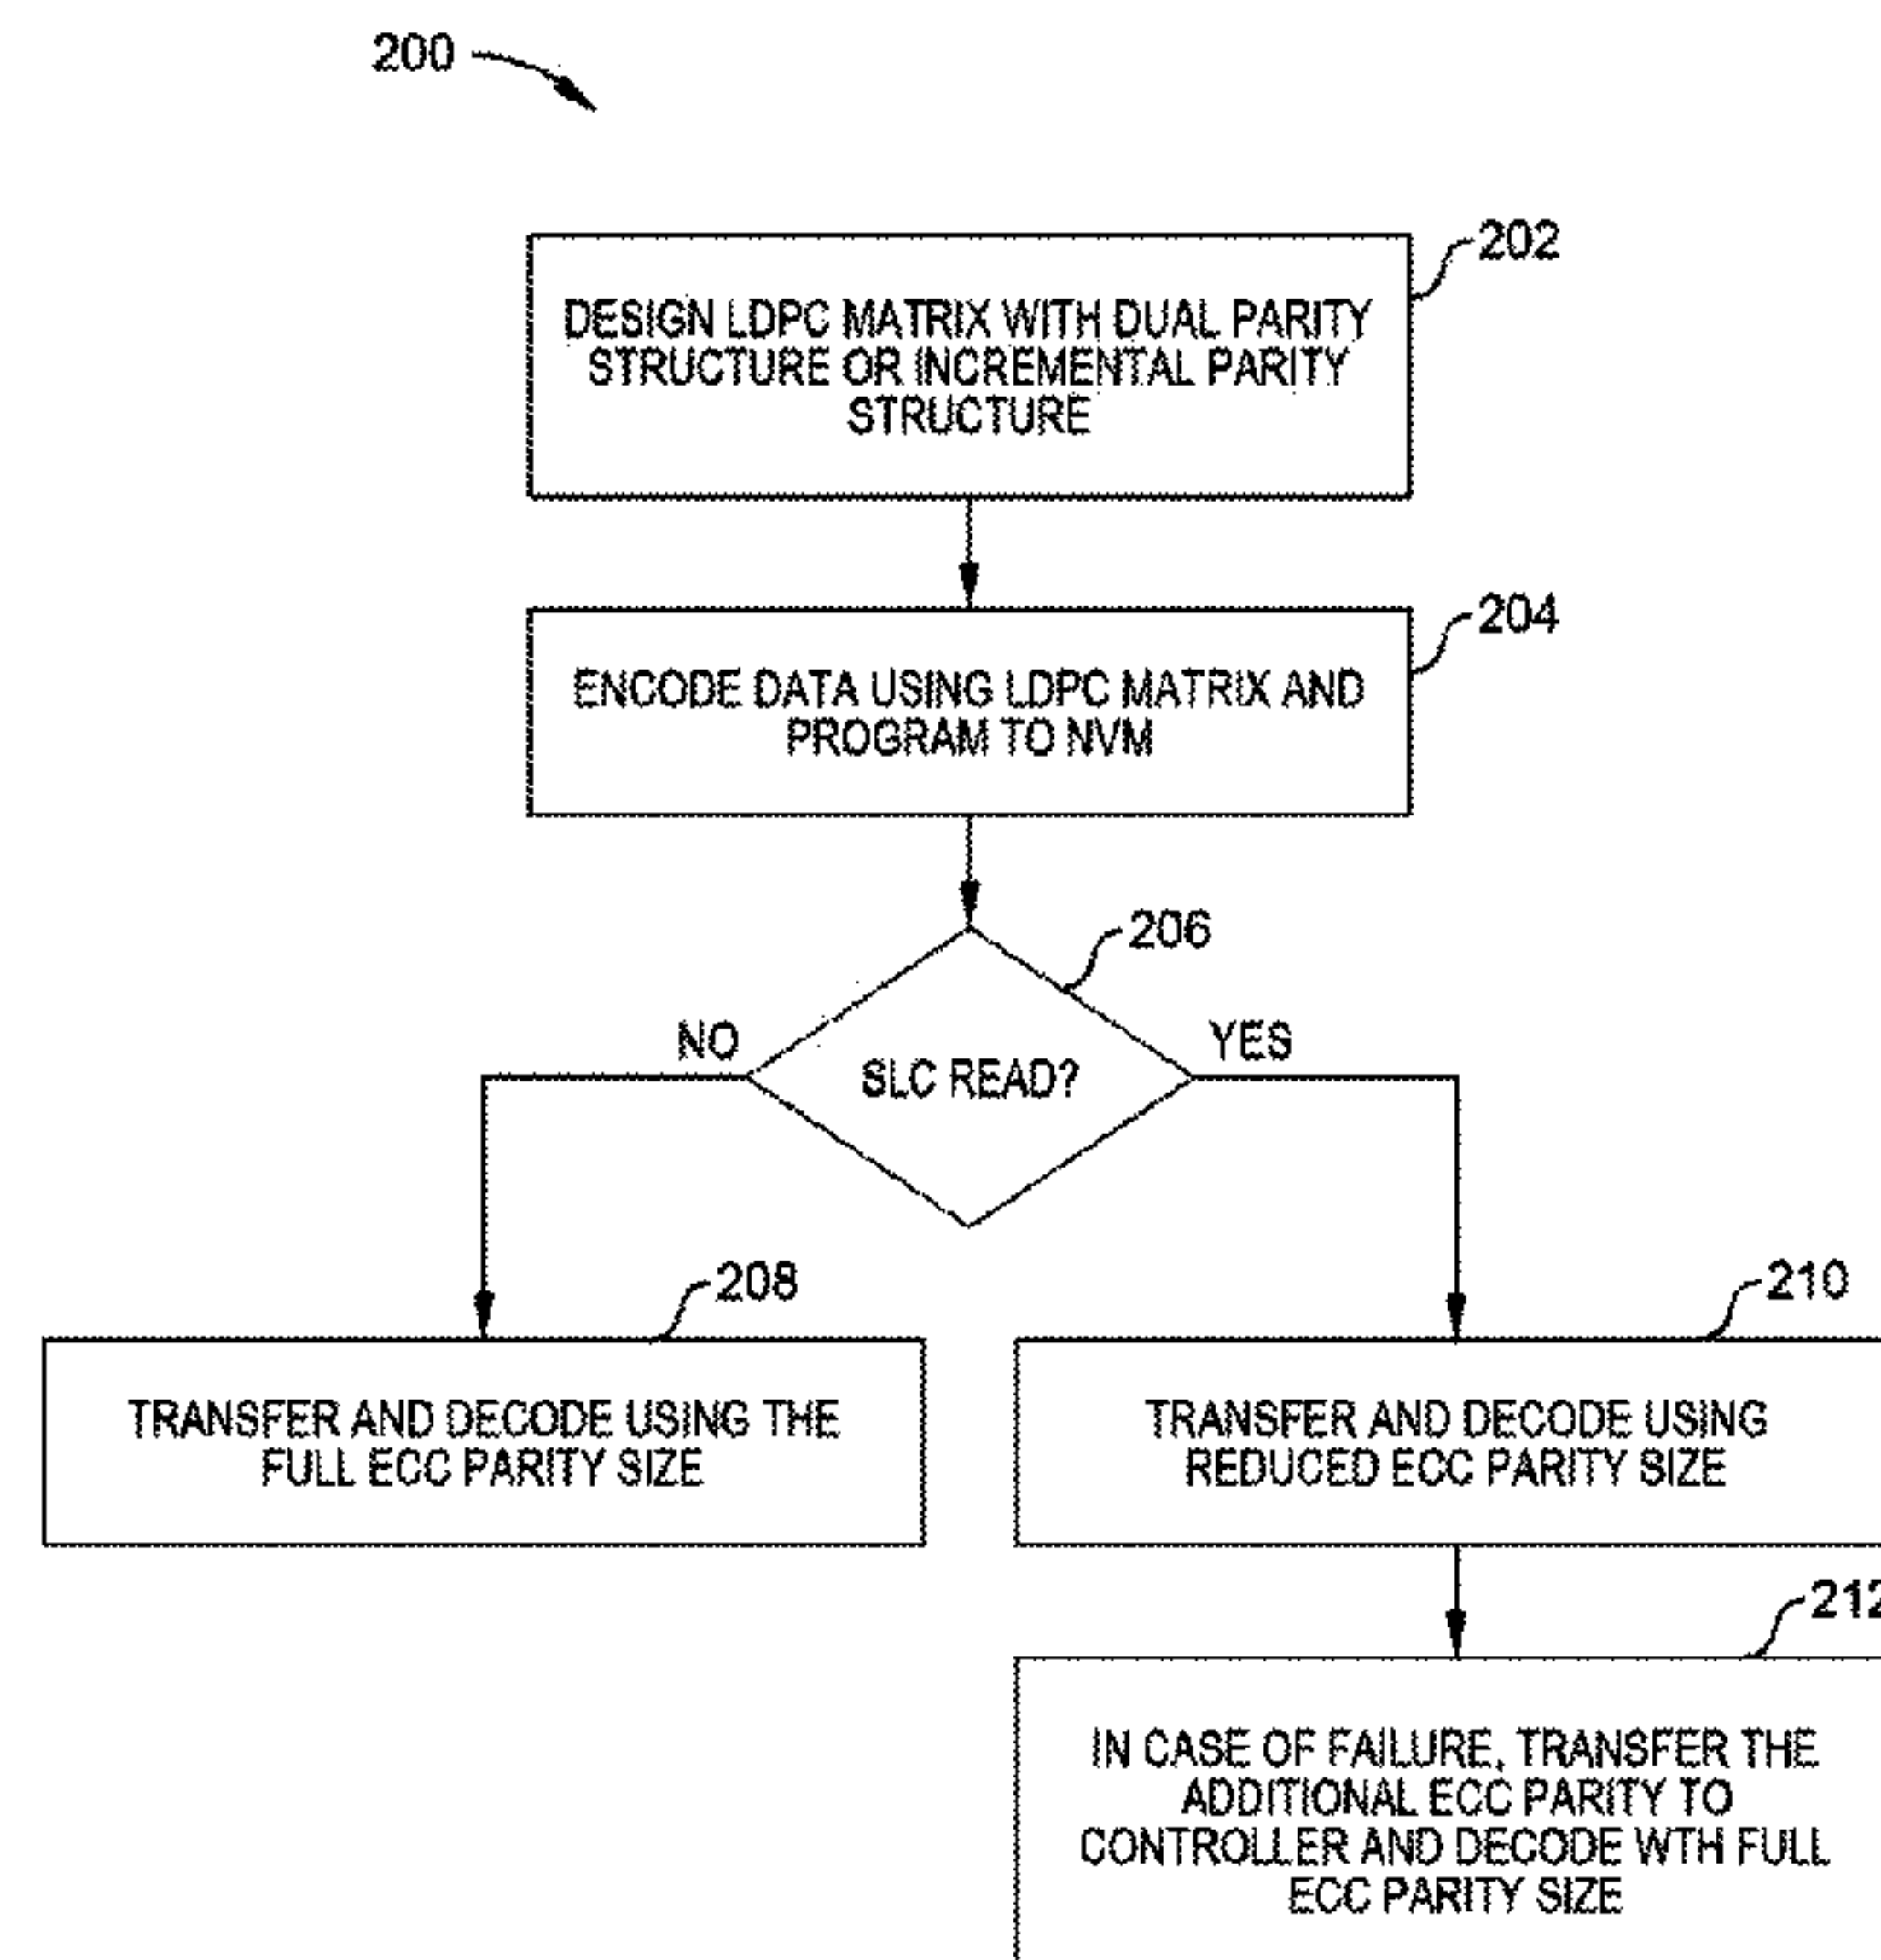 200
202
DESIGN LDPC MATRIX WITH DUAL PARITY
STRUCTURE OR INCREMENTAL PARITY
STRUCTURE
204
ENCODE DATA USING LDPC MATRIX AND
PROGRAM TO NVM
206
NO
YES
SLC READ?
208
210
TRANSFER AND DECODE USING THE
FULL ECC PARITY SIZE
TRANSFER AND DECODE USING
REDUCED ECC PARITY SIZE
212
IN CASE OF FAILURE, TRANSFER THE
ADDITIONAL ECC PARITY TO
CONTROLLER AND DECODE WTH FULL
ECC PARITY SIZE